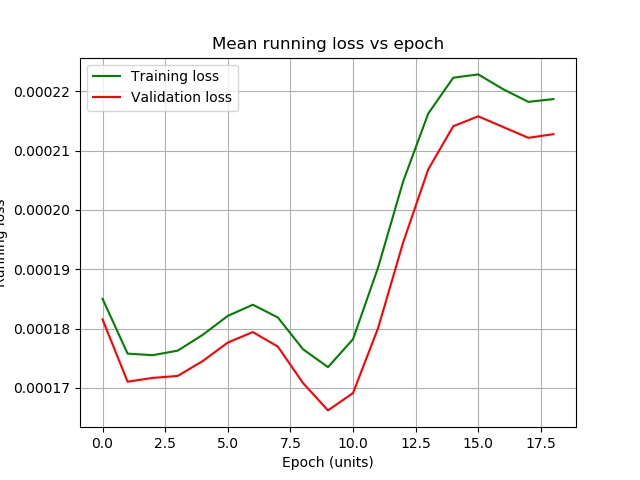 Mean running loss vs epoch
Training loss
Validation loss
0.00022
0.00021
0.00020
0.00019
0.00018
0.00017
0.0 2.5 5.0 7.5 10.0 12.5 15.0 17.5
Epoch (units)
Running loss